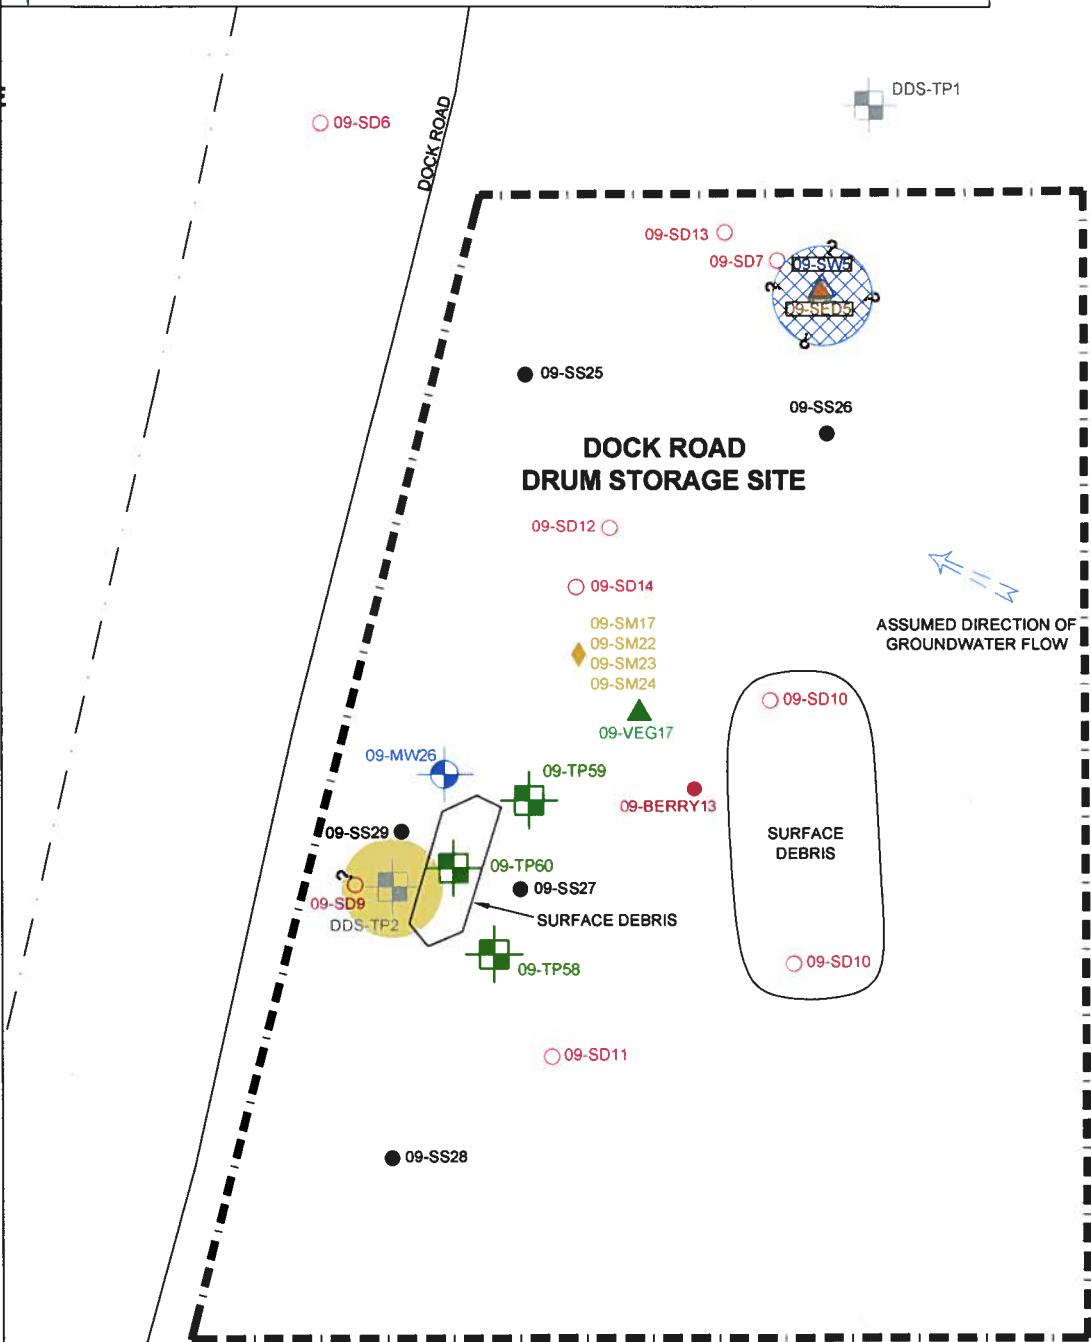 DDS-TP1
09-SD6
DOCK ROAD
09-SD13
09-SD7
?
09-SW5
?
?
09-SED5
?
09-SS25
09-SS26
DOCK ROAD
DRUM STORAGE SITE
09-SD12
09-SD14
ASSUMED DIRECTION OF
GROUNDWATER FLOW
09-SM17
09-SM22
09-SM23
09-SM24
09-SD10
09-VEG17
09-MW26
09-TP59
09-BERRY13
09-SS29
SURFACE
DEBRIS
09-TP60
?
09-SS27
09-SD9
SURFACE DEBRIS
DDS-TP2
09-SD10
09-TP58
09-SD11
09-SS28